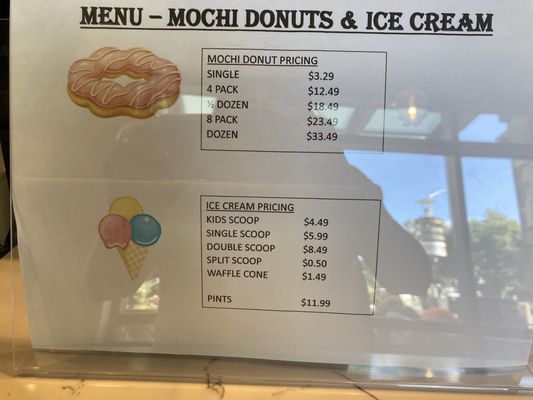 MENU – MOCHI DONUTS & ICE CREAM
MOCHI DONUT PRICING
SINGLE $3.29
4 PACK $12.49
½ DOZEN $18.49
8 PACK $23.49
DOZEN $33.49
ICE CREAM PRICING
KIDS SCOOP $4.49
SINGLE SCOOP $5.99
DOUBLE SCOOP $8.49
SPLIT SCOOP $0.50
WAFFLE CONE $1.49
PINTS $11.99